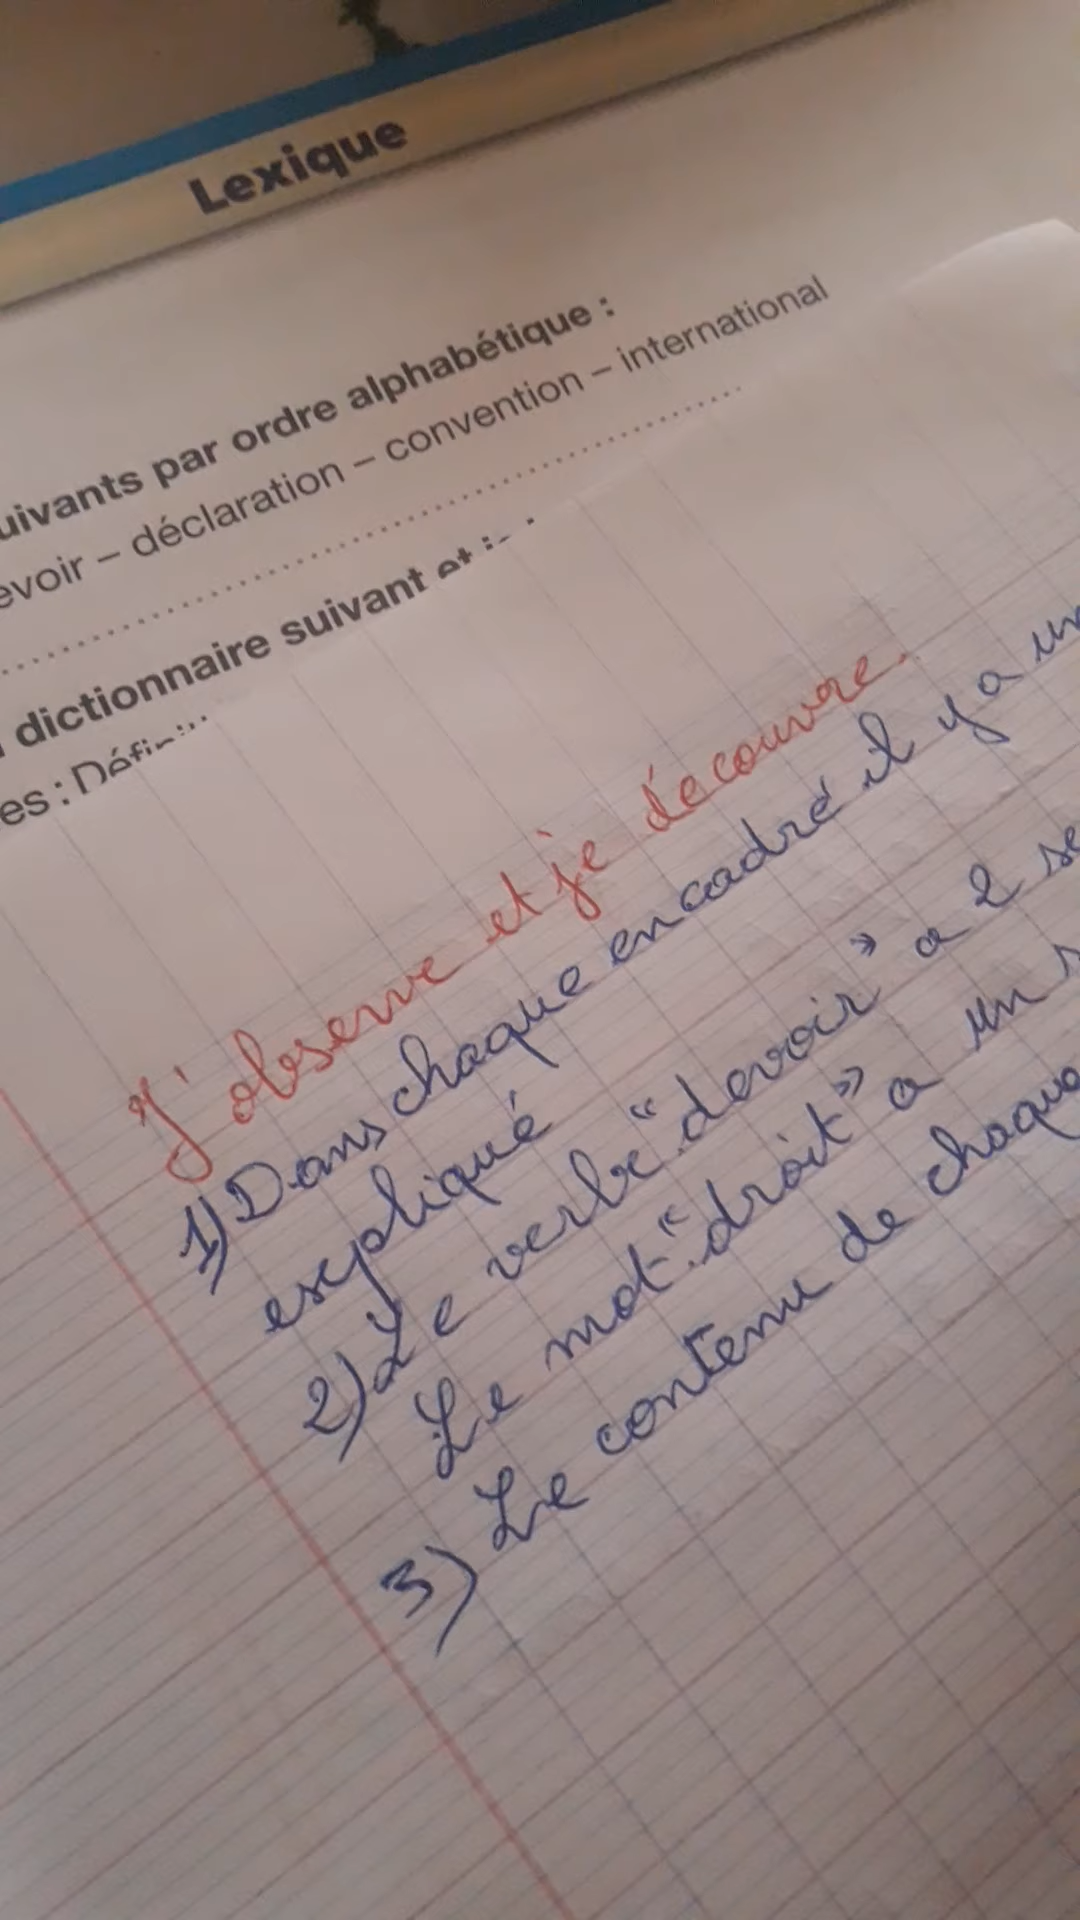 Lexique
uivants par ordre alphabétique :
evoir – déclaration – convention – international
dictionnaire suivant et
es : Défin
J'observe et je découvre.
1) Dans chaque encadré il y a un
expliqué
2) Le verbe "devoir" a 2 se
Le mot "droit" a un s
3) Le contenu de chaque